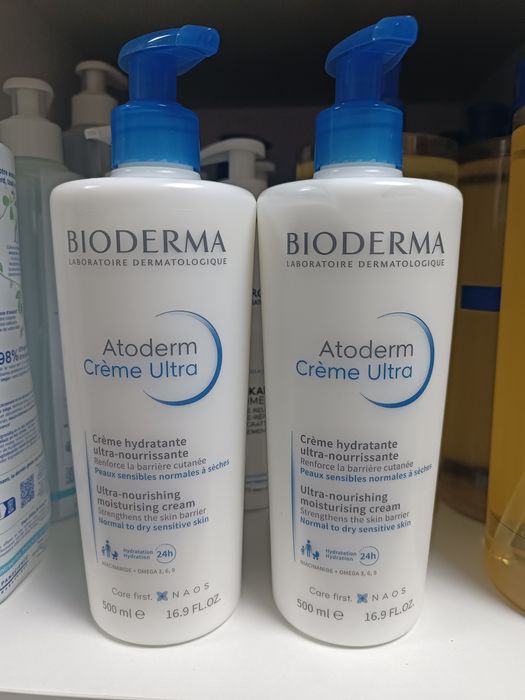 BIODERMA
LABORATOIRE DERMATOLOGIQUE
Atoderm
Crème Ultra
Crème hydratante
ultra-nourrissante
Renforce la barrière cutanée
Peaux sensibles normales à sèches
Ultra-nourishing
moisturising cream
Strengthens the skin barrier
Normal to dry sensitive skin
Hydratation
Hydration
24h
NIACINAMIDE + OMEGA 3, 6, 9
Care first.
NAOS
500 ml e 16.9 FL.OZ.
BIODERMA
LABORATOIRE DERMATOLOGIQUE
Atoderm
Crème Ultra
Crème hydratante
ultra-nourrissante
Renforce la barrière cutanée
Peaux sensibles normales à sèches
Ultra-nourishing
moisturising cream
Strengthens the skin barrier
Normal to dry sensitive skin
Hydratation
Hydration
24h
NIACINAMIDE + OMEGA 3, 6, 9
Care first.
NAOS
500 ml e 16.9 FL.OZ.
98%